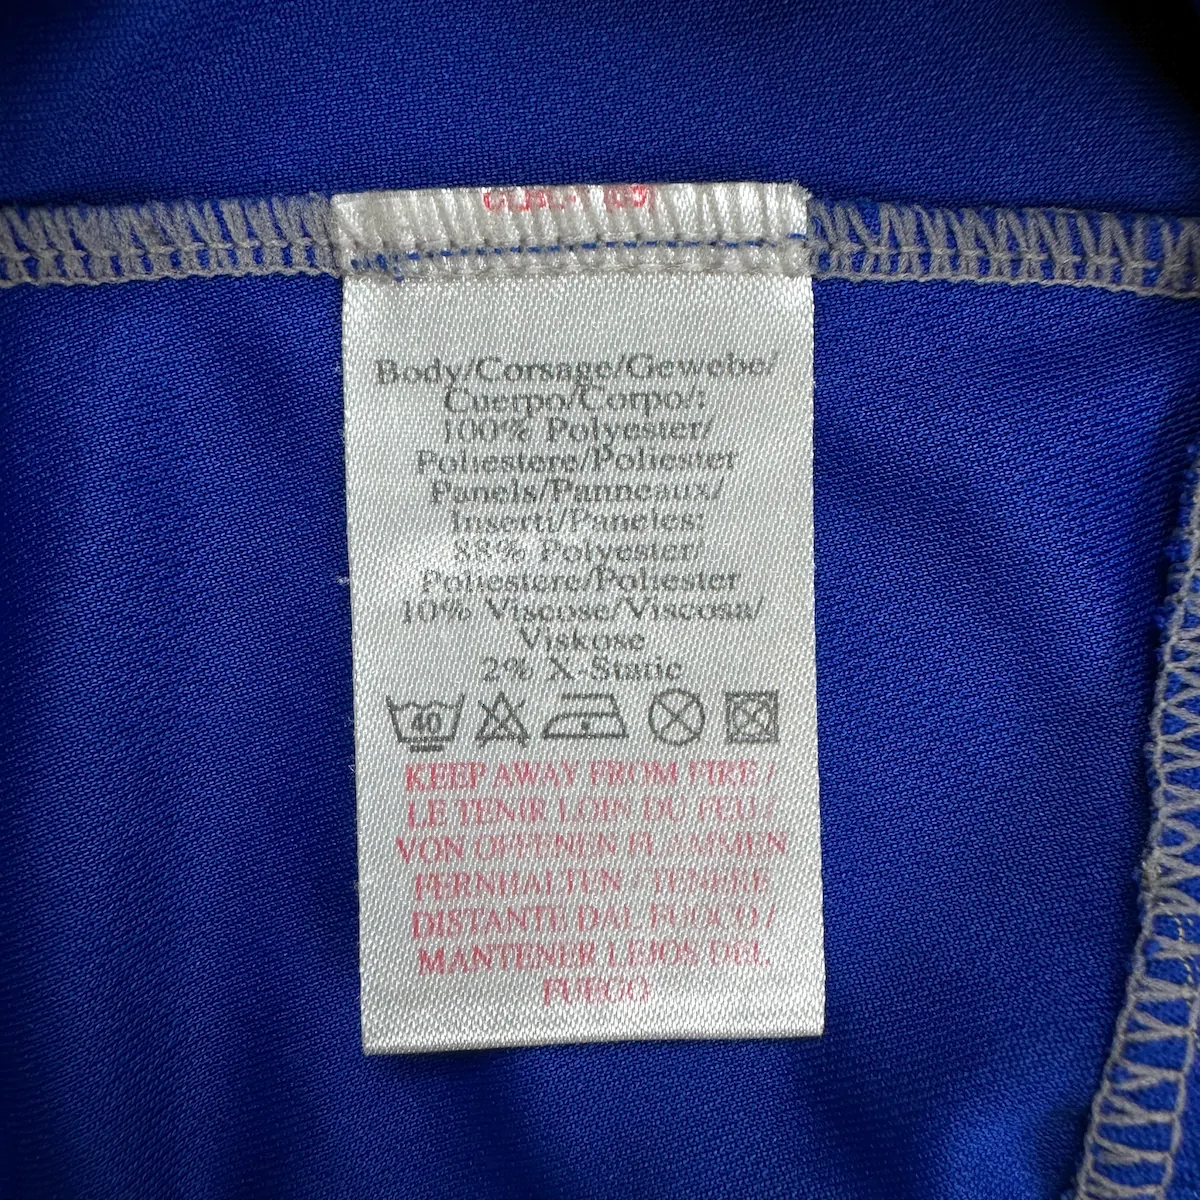 Body/Corsage/Gewebe/
Cuerpo/Corpo/:
100% Polyester/
Poliestere/Poliester
Panels/Panneaux/
Inserti/Paneles:
88% Polyester/
Poliestere/Poliester
10% Viscose/Viscosa/
Viskose
2% X-Static
40
KEEP AWAY FROM FIRE /
LE TENIR LOIN DU FEU /
VON OFFENEN FLAMMEN
FERNHALTEN / TENERE
DISTANTE DAL FUOCO /
MANTENER LEJOS DEL
FUEGO